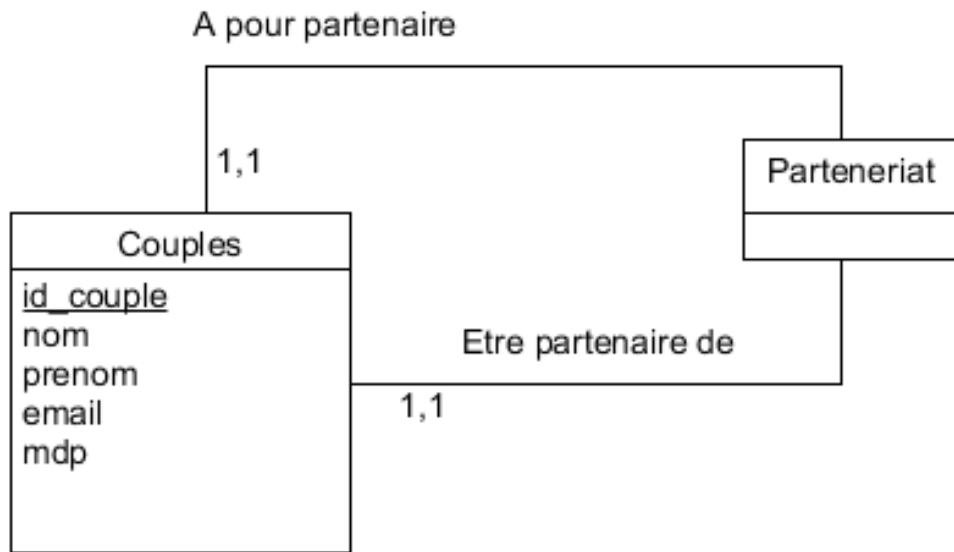 A pour partenaire
1,1
Parteneriat
Couples
id_couple
nom
prenom
email
mdp
Etre partenaire de
1,1